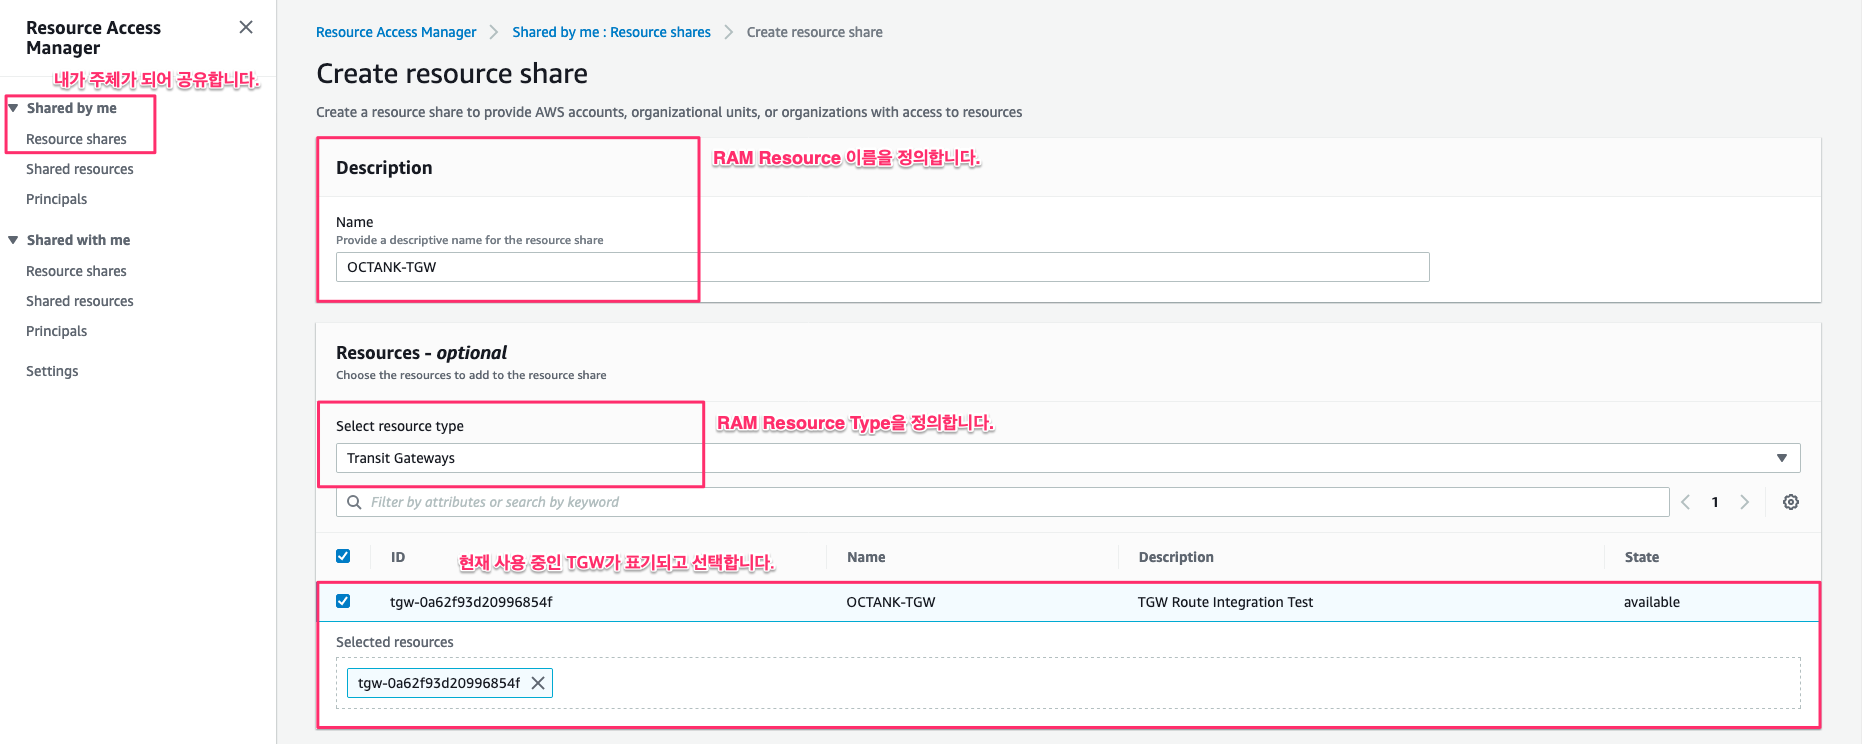 Resource Access
Manager
내가 주체가 되어 공유합니다.
Shared by me
Resource shares
Shared resources
Principals
Shared with me
Resource shares
Shared resources
Principals
Settings
Resource Access Manager
Shared by me : Resource shares
Create resource share
Create resource share
Create a resource share to provide AWS accounts, organizational units, or organizations with access to resources
Description
RAM Resource 이름을 정의합니다.
Name
Provide a descriptive name for the resource share
OCTANK-TGW
Resources - optional
Choose the resources to add to the resource share
Select resource type
RAM Resource Type을 정의합니다.
Transit Gateways
Filter by attributes or search by keyword
1
ID
현재 사용 중인 TGW가 표기되고 선택합니다.
Name
Description
State
tgw-0a62f93d20996854f
OCTANK-TGW
TGW Route Integration Test
available
Selected resources
tgw-0a62f93d20996854f